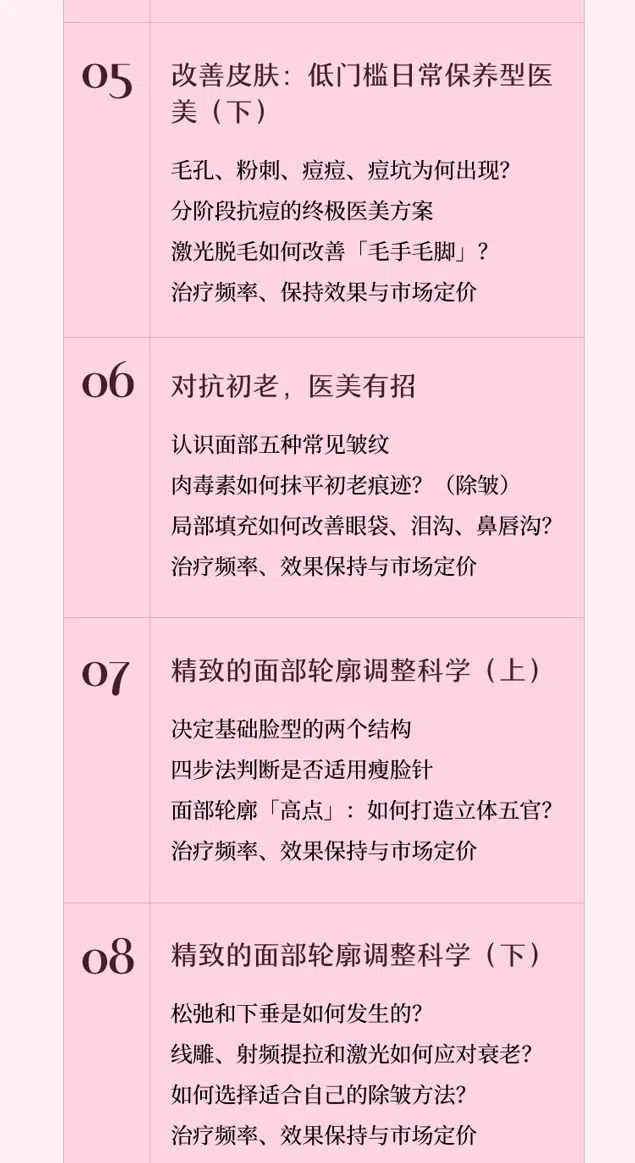 05
改善皮肤：低门槛日常保养型医
美（下）
毛孔、粉刺、痘痘、痘坑为何出现？
分阶段抗痘的终极医美方案
激光脱毛如何改善「毛手毛脚」？
治疗频率、保持效果与市场定价
06
对抗初老，医美有招
认识面部五种常见皱纹
肉毒素如何抹平初老痕迹？（除皱）
局部填充如何改善眼袋、泪沟、鼻唇沟？
治疗频率、效果保持与市场定价
07
精致的面部轮廓调整科学（上）
决定基础脸型的两个结构
四步法判断是否适用瘦脸针
面部轮廓「高点」：如何打造立体五官？
治疗频率、效果保持与市场定价
08
精致的面部轮廓调整科学（下）
松弛和下垂是如何发生的？
线雕、射频提拉和激光如何应对衰老？
如何选择适合自己的除皱方法？
治疗频率、效果保持与市场定价